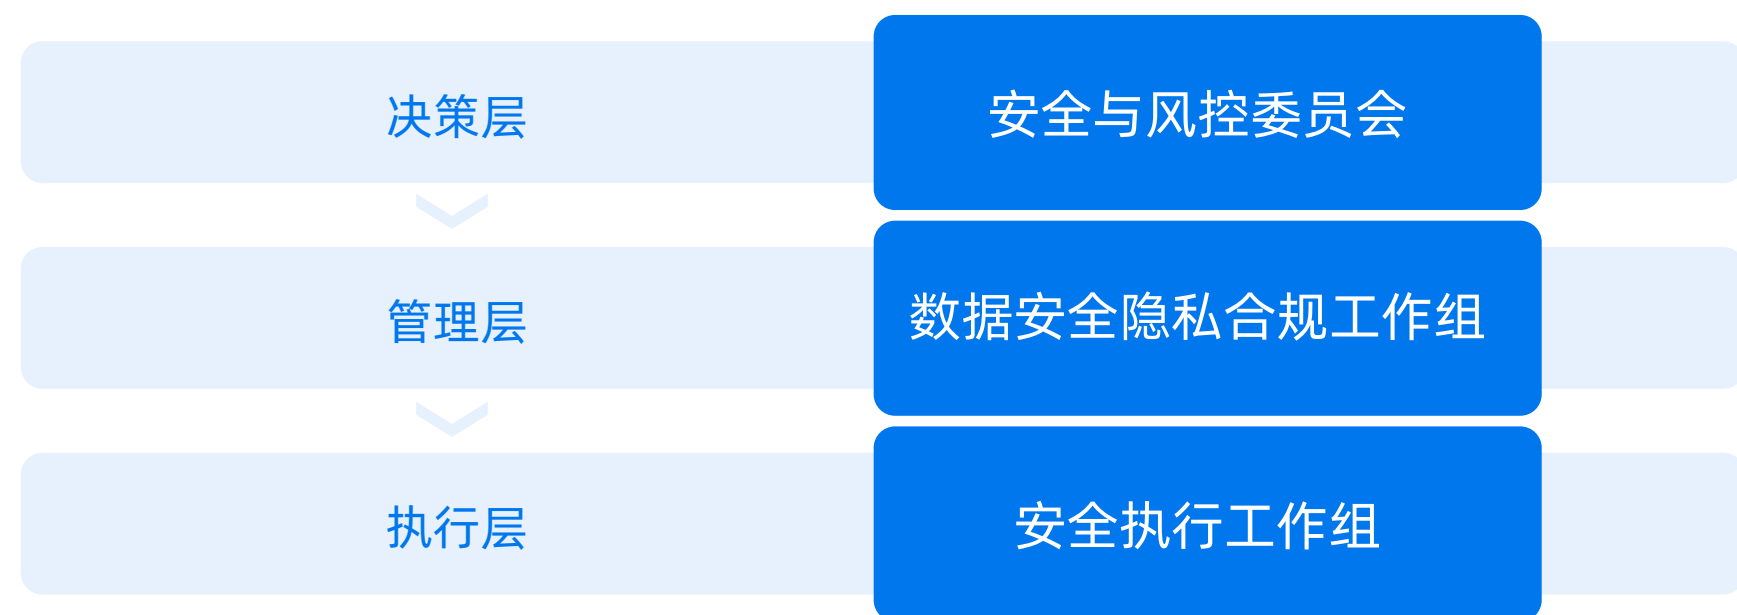 决策层
安全与风控委员会
管理层
数据安全隐私合规工作组
执行层
安全执行工作组